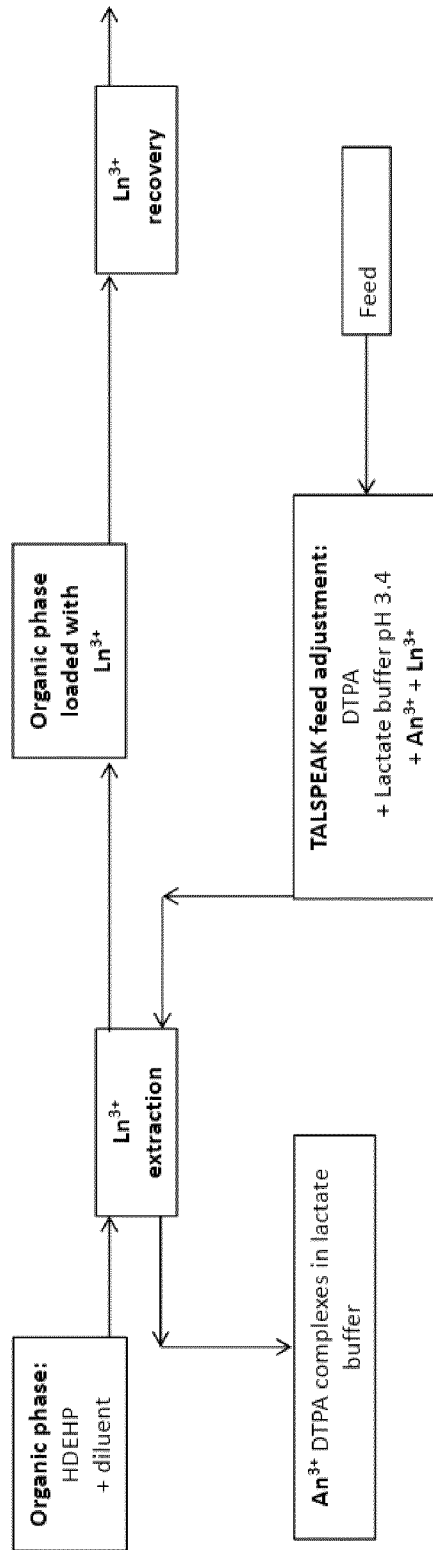 Organic phase:
HDEHP
+ diluent
Ln³⁺
extraction
Organic phase
loaded with
Ln³⁺
Ln³⁺
recovery
An³⁺ DTPA complexes in lactate
buffer
TALSPEAK feed adjustment:
DTPA
+ Lactate buffer pH 3.4
+ An³⁺ + Ln³⁺
Feed